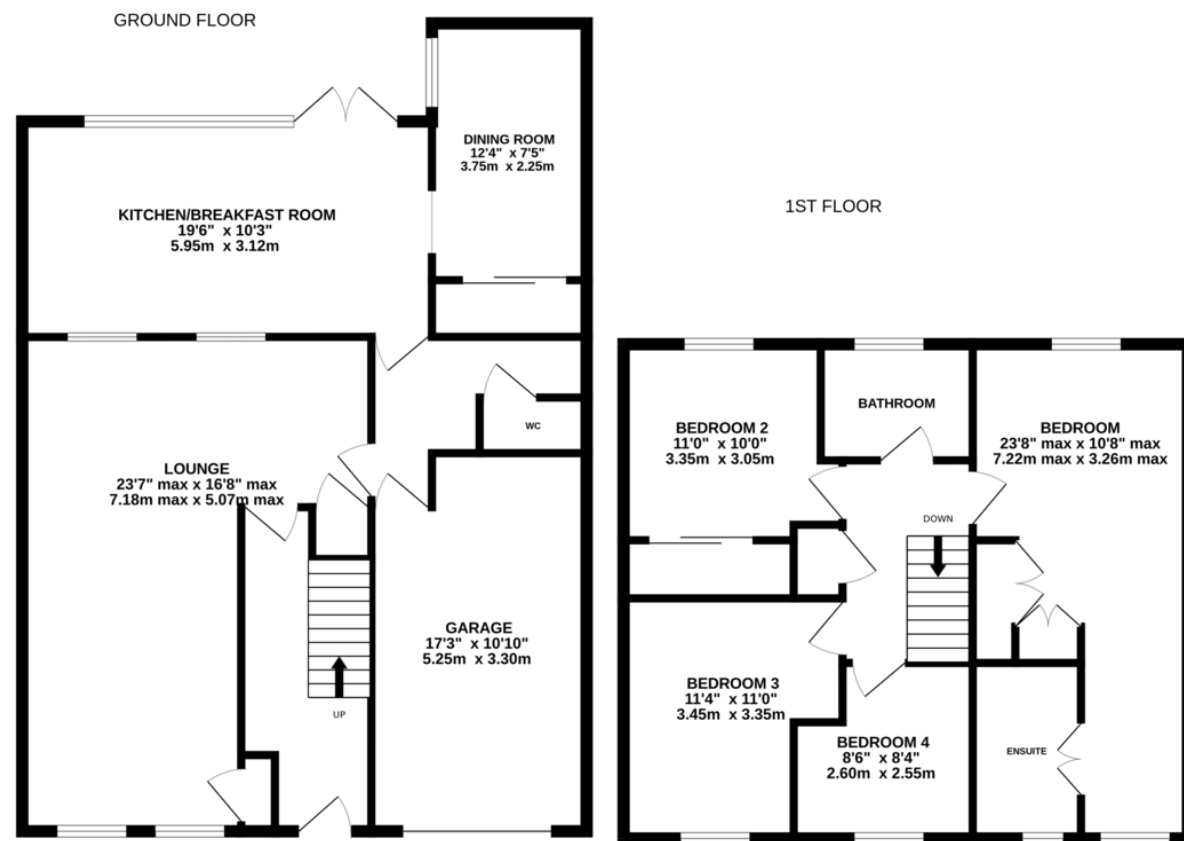 GROUND FLOOR
DINING ROOM
12'4" x 7'5"
3.75m x 2.25m
KITCHEN/BREAKFAST ROOM
19'6" x 10'3"
5.95m x 3.12m
WC
LOUNGE
23'7" max x 16'8" max
7.18m max x 5.07m max
GARAGE
17'3" x 10'10"
5.25m x 3.30m
UP
1ST FLOOR
BATHROOM
BEDROOM 2
11'0" x 10'0"
3.35m x 3.05m
BEDROOM
23'8" max x 10'8" max
7.22m max x 3.26m max
DOWN
BEDROOM 3
11'4" x 11'0"
3.45m x 3.35m
BEDROOM 4
8'6" x 8'4"
2.60m x 2.55m
ENSUITE